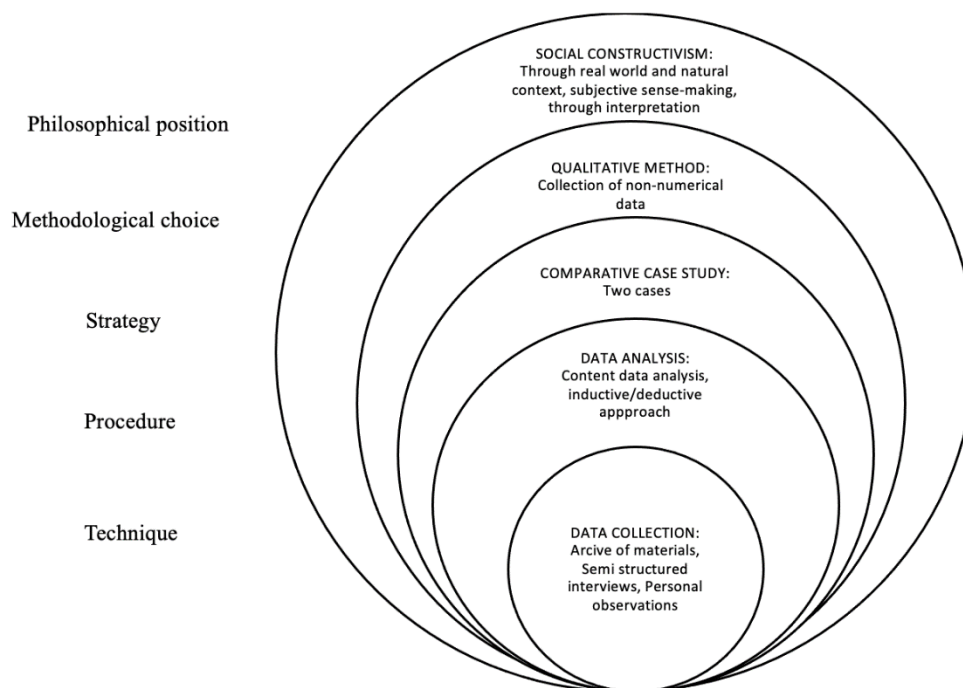 SOCIAL CONSTRUCTIVISM:
Through real world and natural
context, subjective sense-making,
through interpretation
Philosophical position
QUALITATIVE METHOD:
Collection of non-numerical
data
Methodological choice
COMPARATIVE CASE STUDY:
Two cases
Strategy
DATA ANALYSIS:
Content data analysis,
inductive/deductive
appproach
Procedure
DATA COLLECTION:
Arcive of materials,
Semi structured
interviews, Personal
observations
Technique